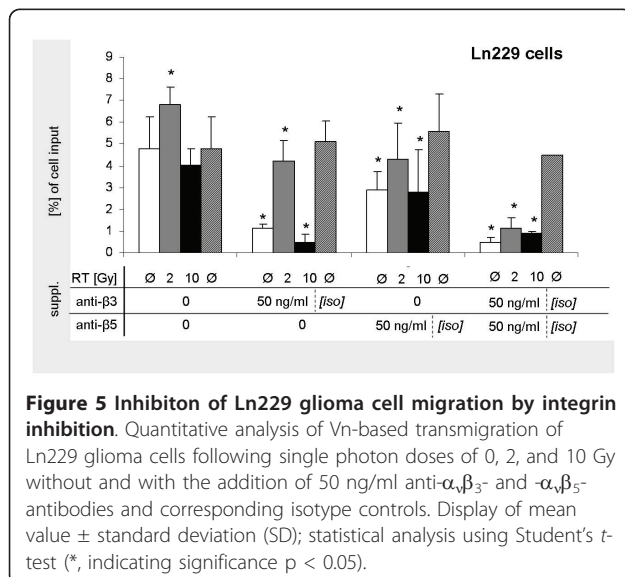 Ln229 cells
9
8
7
6
5
4
3
2
1
0
[%] of cell input
* * * * * * * * * *
suppl.
RT [Gy] Ø 2 10 Ø Ø 2 10 Ø Ø 2 10 Ø Ø 2 10 Ø
anti-β3 0 50 ng/ml [iso] 0 50 ng/ml [iso]
anti-β5 0 0 50 ng/ml [iso] 50 ng/ml [iso]
Figure 5 Inhibiton of Ln229 glioma cell migration by integrin
inhibition. Quantitative analysis of Vn-based transmigration of
Ln229 glioma cells following single photon doses of 0, 2, and 10 Gy
without and with the addition of 50 ng/ml anti-αvβ3- and -αvβ5-
antibodies and corresponding isotype controls. Display of mean
value ± standard deviation (SD); statistical analysis using Student's t-
test (*, indicating significance p < 0.05).